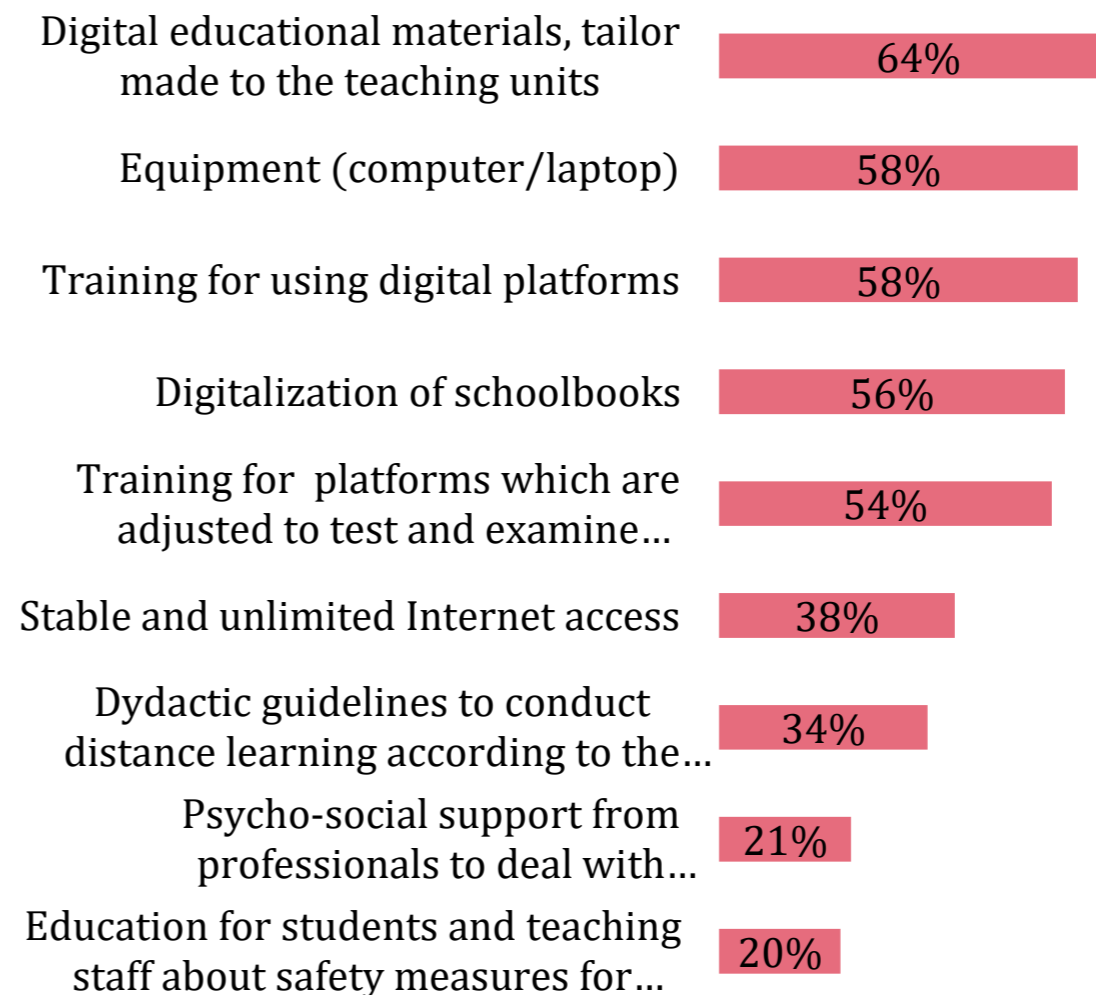 Digital educational materials, tailor
made to the teaching units
64%
Equipment (computer/laptop)
58%
Training for using digital platforms
58%
Digitalization of schoolbooks
56%
Training for  platforms which are
adjusted to test and examine...
54%
Stable and unlimited Internet access
38%
Dydactic guidelines to conduct
distance learning according to the...
34%
Psycho-social support from
professionals to deal with...
21%
Education for students and teaching
staff about safety measures for...
20%